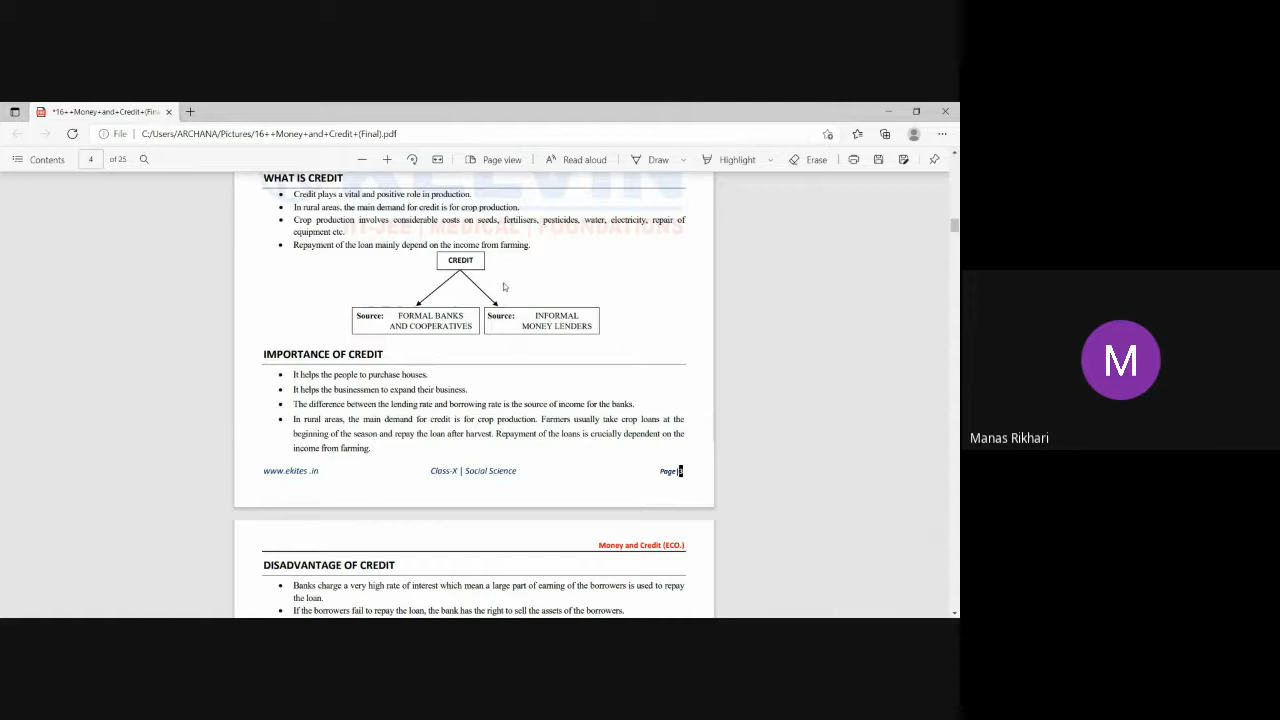 *16++Money+and+Credit+(Fin
File
C:/Users/ARCHANA/Pictures/16++Money+and+Credit+(Final).pdf
Contents
4
of 25
Page view
Read aloud
Draw
Highlight
Erase
WHAT IS CREDIT
• Credit plays a vital and positive role in production.
• In rural areas, the main demand for credit is for crop production.
• Crop production involves considerable costs on seeds, fertilisers, pesticides, water, electricity, repair of
equipment etc.
IT-JEE | MEDICAL | FOUNDATIONS
• Repayment of the loan mainly depend on the income from farming.
CREDIT
Source: FORMAL BANKS
AND COOPERATIVES
Source: INFORMAL
MONEY LENDERS
IMPORTANCE OF CREDIT
• It helps the people to purchase houses.
• It helps the businessmen to expand their business.
• The difference between the lending rate and borrowing rate is the source of income for the banks.
• In rural areas, the main demand for credit is for crop production. Farmers usually take crop loans at the
beginning of the season and repay the loan after harvest. Repayment of the loans is crucially dependent on the
income from farming.
www.ekites .in
Class-X | Social Science
Page|3
Money and Credit (ECO.)
DISADVANTAGE OF CREDIT
• Banks charge a very high rate of interest which mean a large part of earning of the borrowers is used to repay
the loan.
• If the borrowers fail to repay the loan, the bank has the right to sell the assets of the borrowers.
M
Manas Rikhari